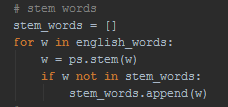 # stem words
stem_words = []
for w in english_words:
    w = ps.stem(w)
    if w not in stem_words:
        stem_words.append(w)